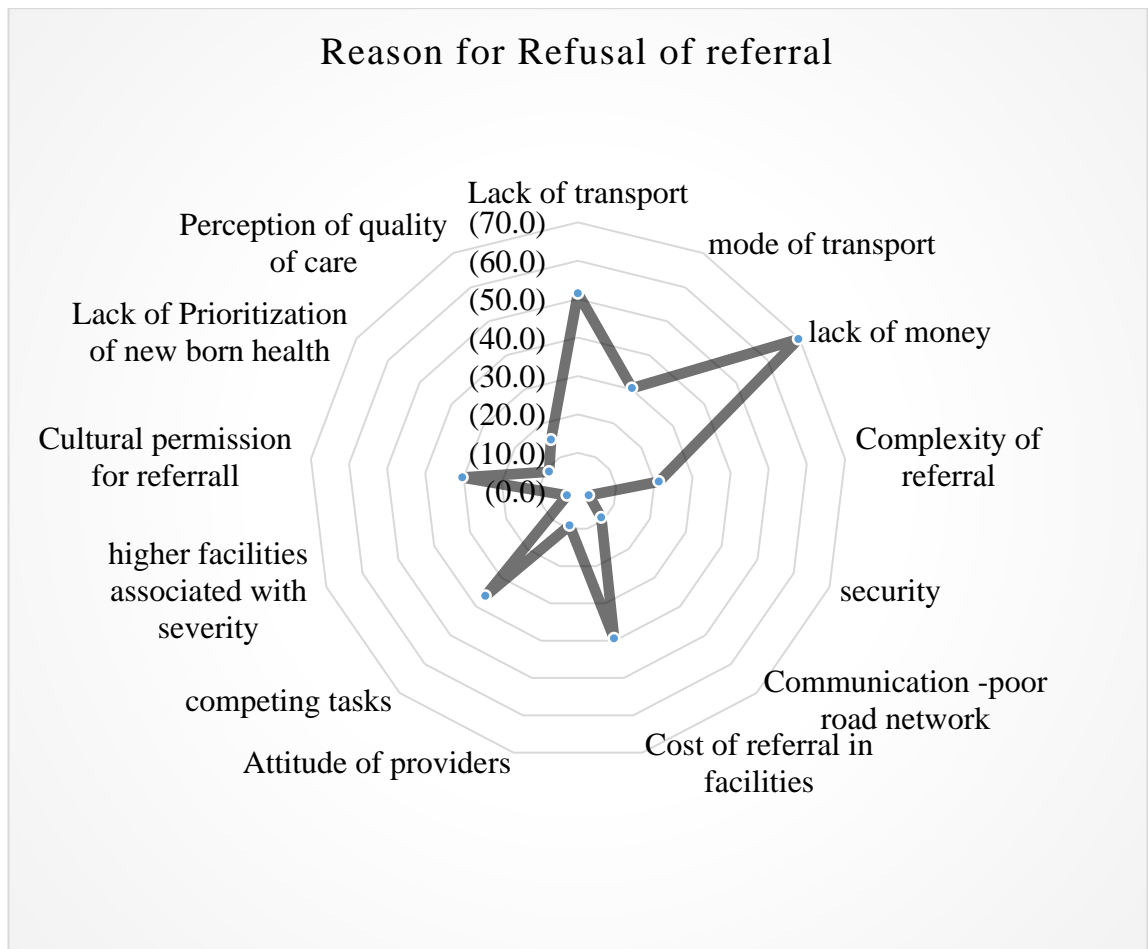 Reason for Refusal of referral
Lack of transport
(70.0)
(60.0)
(50.0)
(40.0)
(30.0)
(20.0)
(10.0)
(0.0)
mode of transport
lack of money
Complexity of
referral
security
Communication -poor
road network
Cost of referral in
facilities
Attitude of providers
competing tasks
higher facilities
associated with
severity
Cultural permission
for referrall
Lack of Prioritization
of new born health
Perception of quality
of care